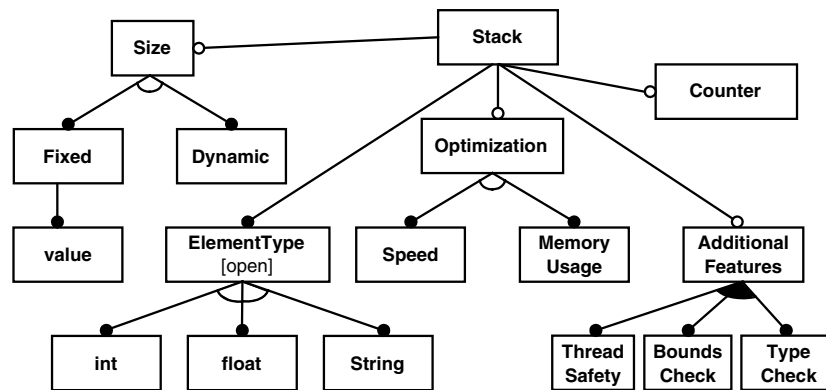 Size
Stack
Counter
Fixed
Dynamic
Optimization
value
ElementType
[open]
Speed
Memory
Usage
Additional
Features
int
float
String
Thread
Safety
Bounds
Check
Type
Check